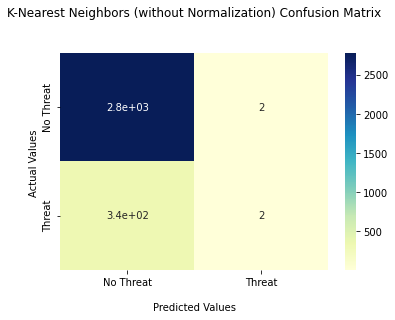 K-Nearest Neighbors (without Normalization) Confusion Matrix
No Threat
2.8e+03
2
Threat
3.4e+02
2
Actual Values
No Threat
Threat
Predicted Values
2500
2000
1500
1000
500